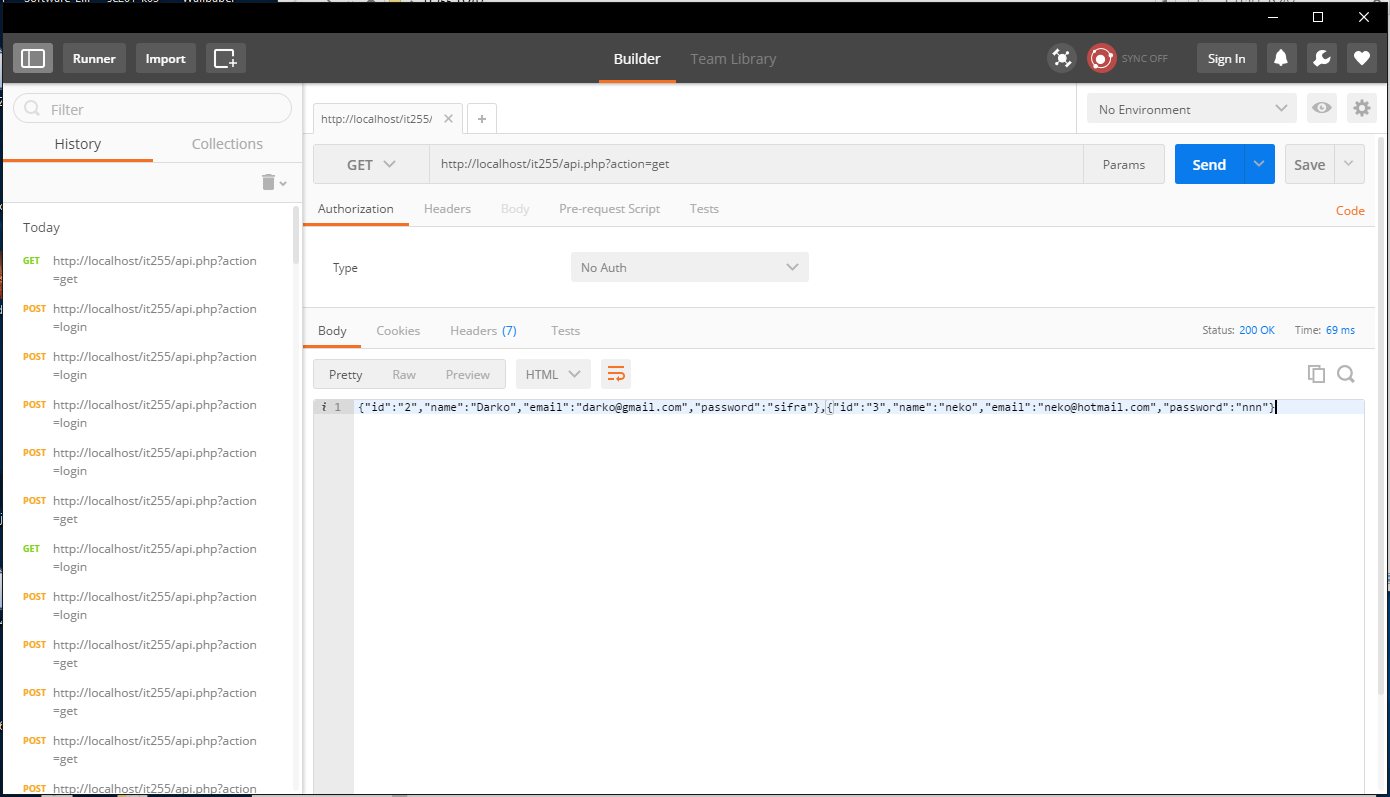 Runner Import Builder Team Library SYNC OFF Sign In
Filter
History Collections
Today
GET http://localhost/it255/api.php?action
=get
POST http://localhost/it255/api.php?action
=login
POST http://localhost/it255/api.php?action
=login
POST http://localhost/it255/api.php?action
=login
POST http://localhost/it255/api.php?action
=login
POST http://localhost/it255/api.php?action
=get
GET http://localhost/it255/api.php?action
=login
POST http://localhost/it255/api.php?action
=login
POST http://localhost/it255/api.php?action
=get
POST http://localhost/it255/api.php?action
=get
POST http://localhost/it255/api.php?action
=get
POST http://localhost/it255/api.php?action
http://localhost/it255/ No Environment
GET http://localhost/it255/api.php?action=get Params Send Save
Authorization Headers Body Pre-request Script Tests Code
Type No Auth
Body Cookies Headers (7) Tests Status: 200 OK Time: 69 ms
Pretty Raw Preview HTML
i 1 {"id":"2","name":"Darko","email":"darko@gmail.com","password":"sifra"},{"id":"3","name":"neko","email":"neko@hotmail.com","password":"nnn"}